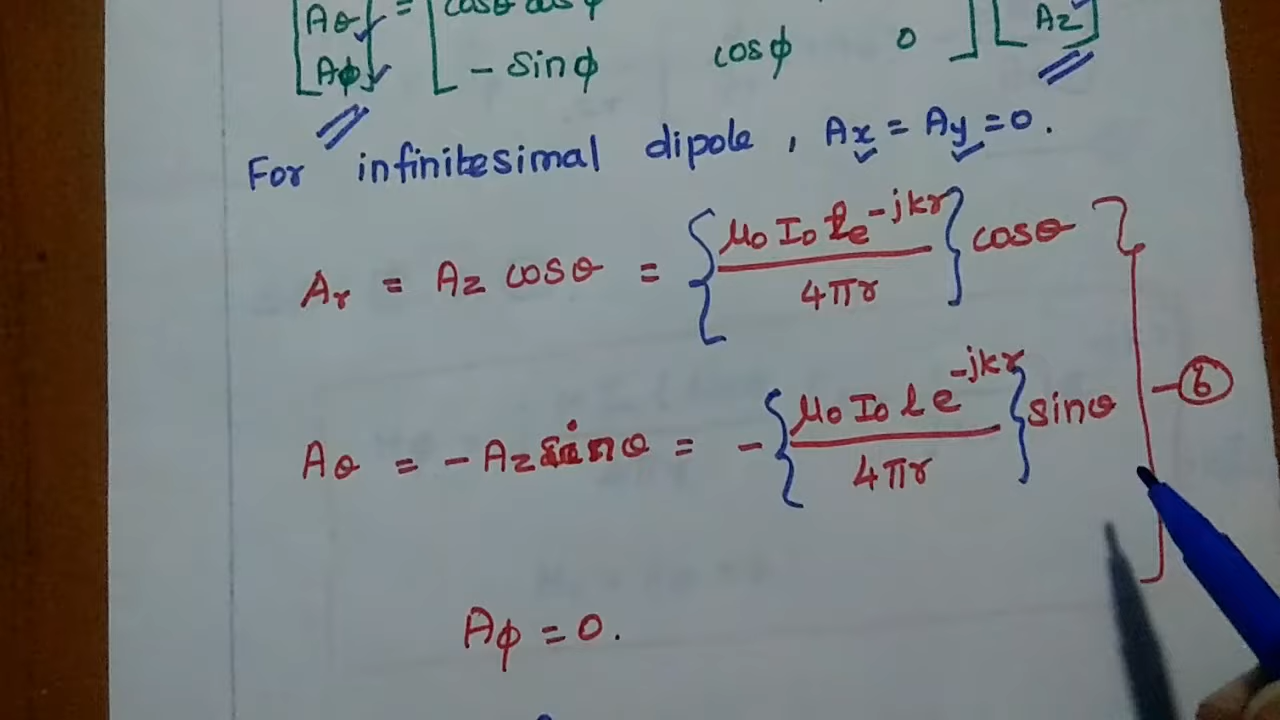 [Aθ] = [cosθ cosϕ
[Aϕ] [- sinϕ cosϕ 0] [Az]
For infinitesimal dipole, Ax = Ay = 0.
Ar = Az cosθ = {μ0 I0 l e^-jkr / 4πr} cosθ
Aθ = - Az sinθ = - {μ0 I0 l e^-jkr / 4πr} sinθ
- ⑥
Aϕ = 0.